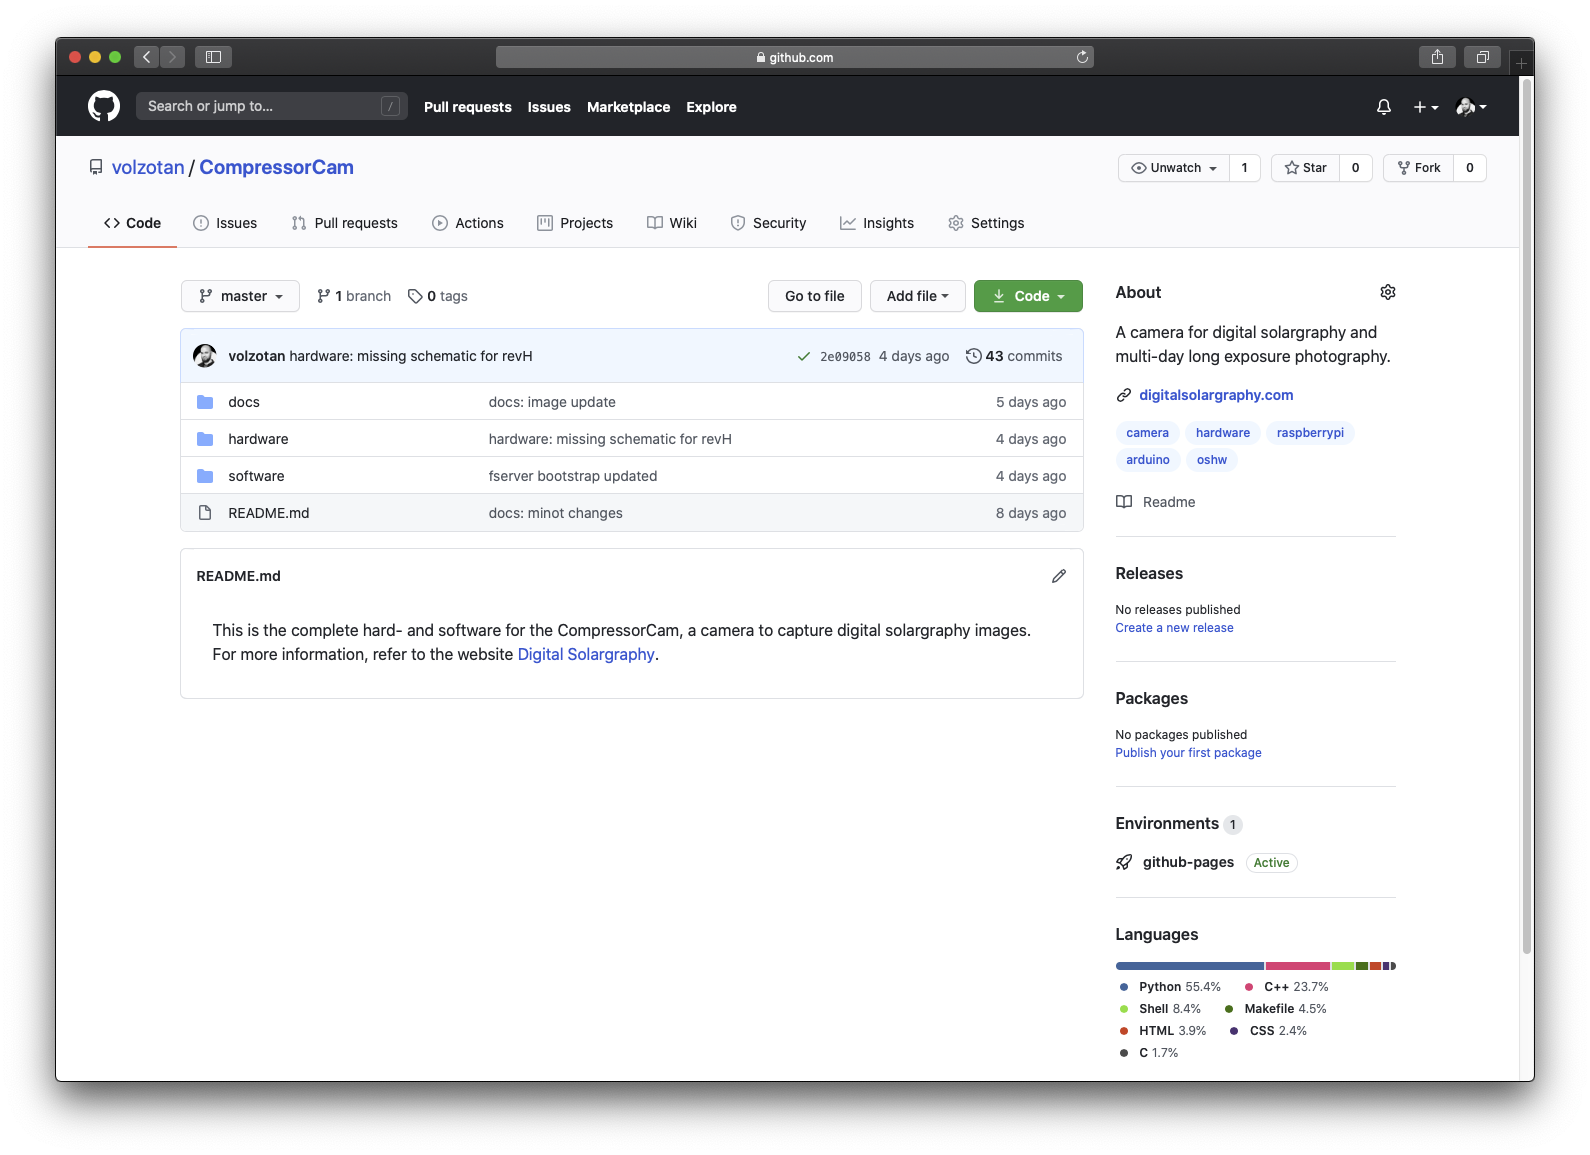 github.com
Search or jump to... /
Pull requests Issues Marketplace Explore
volzotan / CompressorCam
Unwatch 1 Star 0 Fork 0
Code Issues Pull requests Actions Projects Wiki Security Insights Settings
master 1 branch 0 tags
Go to file Add file Code
volzotan hardware: missing schematic for revH 2e09058 4 days ago 43 commits
docs docs: image update 5 days ago
hardware hardware: missing schematic for revH 4 days ago
software fserver bootstrap updated 4 days ago
README.md docs: minot changes 8 days ago
README.md
This is the complete hard- and software for the CompressorCam, a camera to capture digital solargraphy images.
For more information, refer to the website Digital Solargraphy.
About
A camera for digital solargraphy and
multi-day long exposure photography.
digitalsolargraphy.com
camera hardware raspberrypi
arduino oshw
Readme
Releases
No releases published
Create a new release
Packages
No packages published
Publish your first package
Environments 1
github-pages Active
Languages
Python 55.4% C++ 23.7%
Shell 8.4% Makefile 4.5%
HTML 3.9% CSS 2.4%
C 1.7%